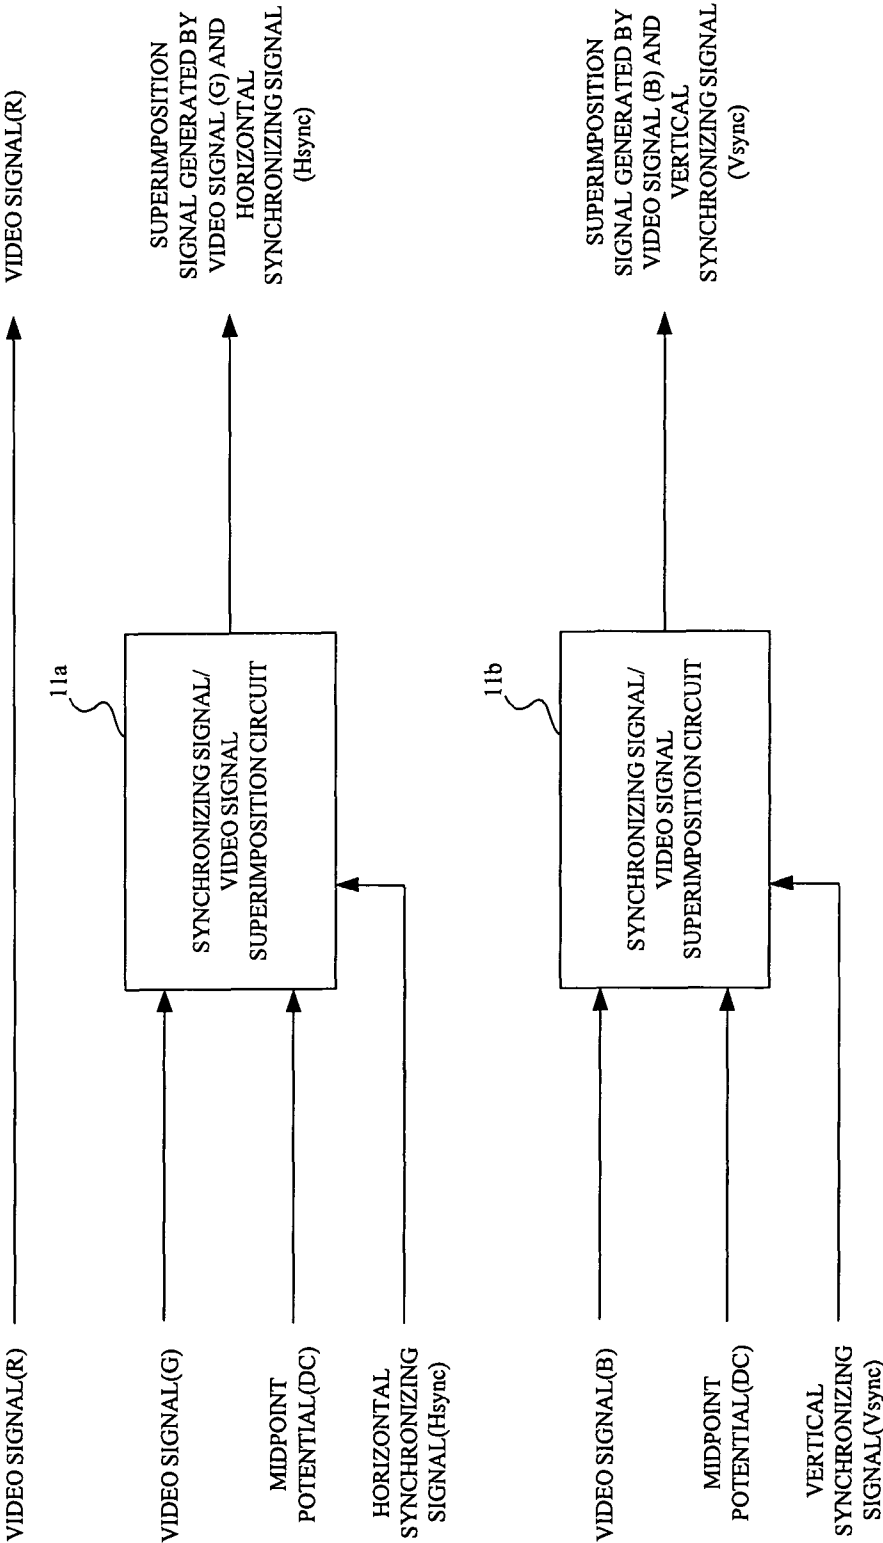 VIDEO SIGNAL(R)
VIDEO SIGNAL(R)
VIDEO SIGNAL(G)
MIDPOINT
POTENTIAL(DC)
HORIZONTAL
SYNCHRONIZING
SIGNAL(Hsync)
11a
SYNCHRONIZING SIGNAL/
VIDEO SIGNAL
SUPERIMPOSITION CIRCUIT
SUPERIMPOSITION
SIGNAL GENERATED BY
VIDEO SIGNAL (G) AND
HORIZONTAL
SYNCHRONIZING SIGNAL
(Hsync)
VIDEO SIGNAL(B)
MIDPOINT
POTENTIAL(DC)
VERTICAL
SYNCHRONIZING
SIGNAL(Vsync)
11b
SYNCHRONIZING SIGNAL/
VIDEO SIGNAL
SUPERIMPOSITION CIRCUIT
SUPERIMPOSITION
SIGNAL GENERATED BY
VIDEO SIGNAL (B) AND
VERTICAL
SYNCHRONIZING SIGNAL
(Vsync)